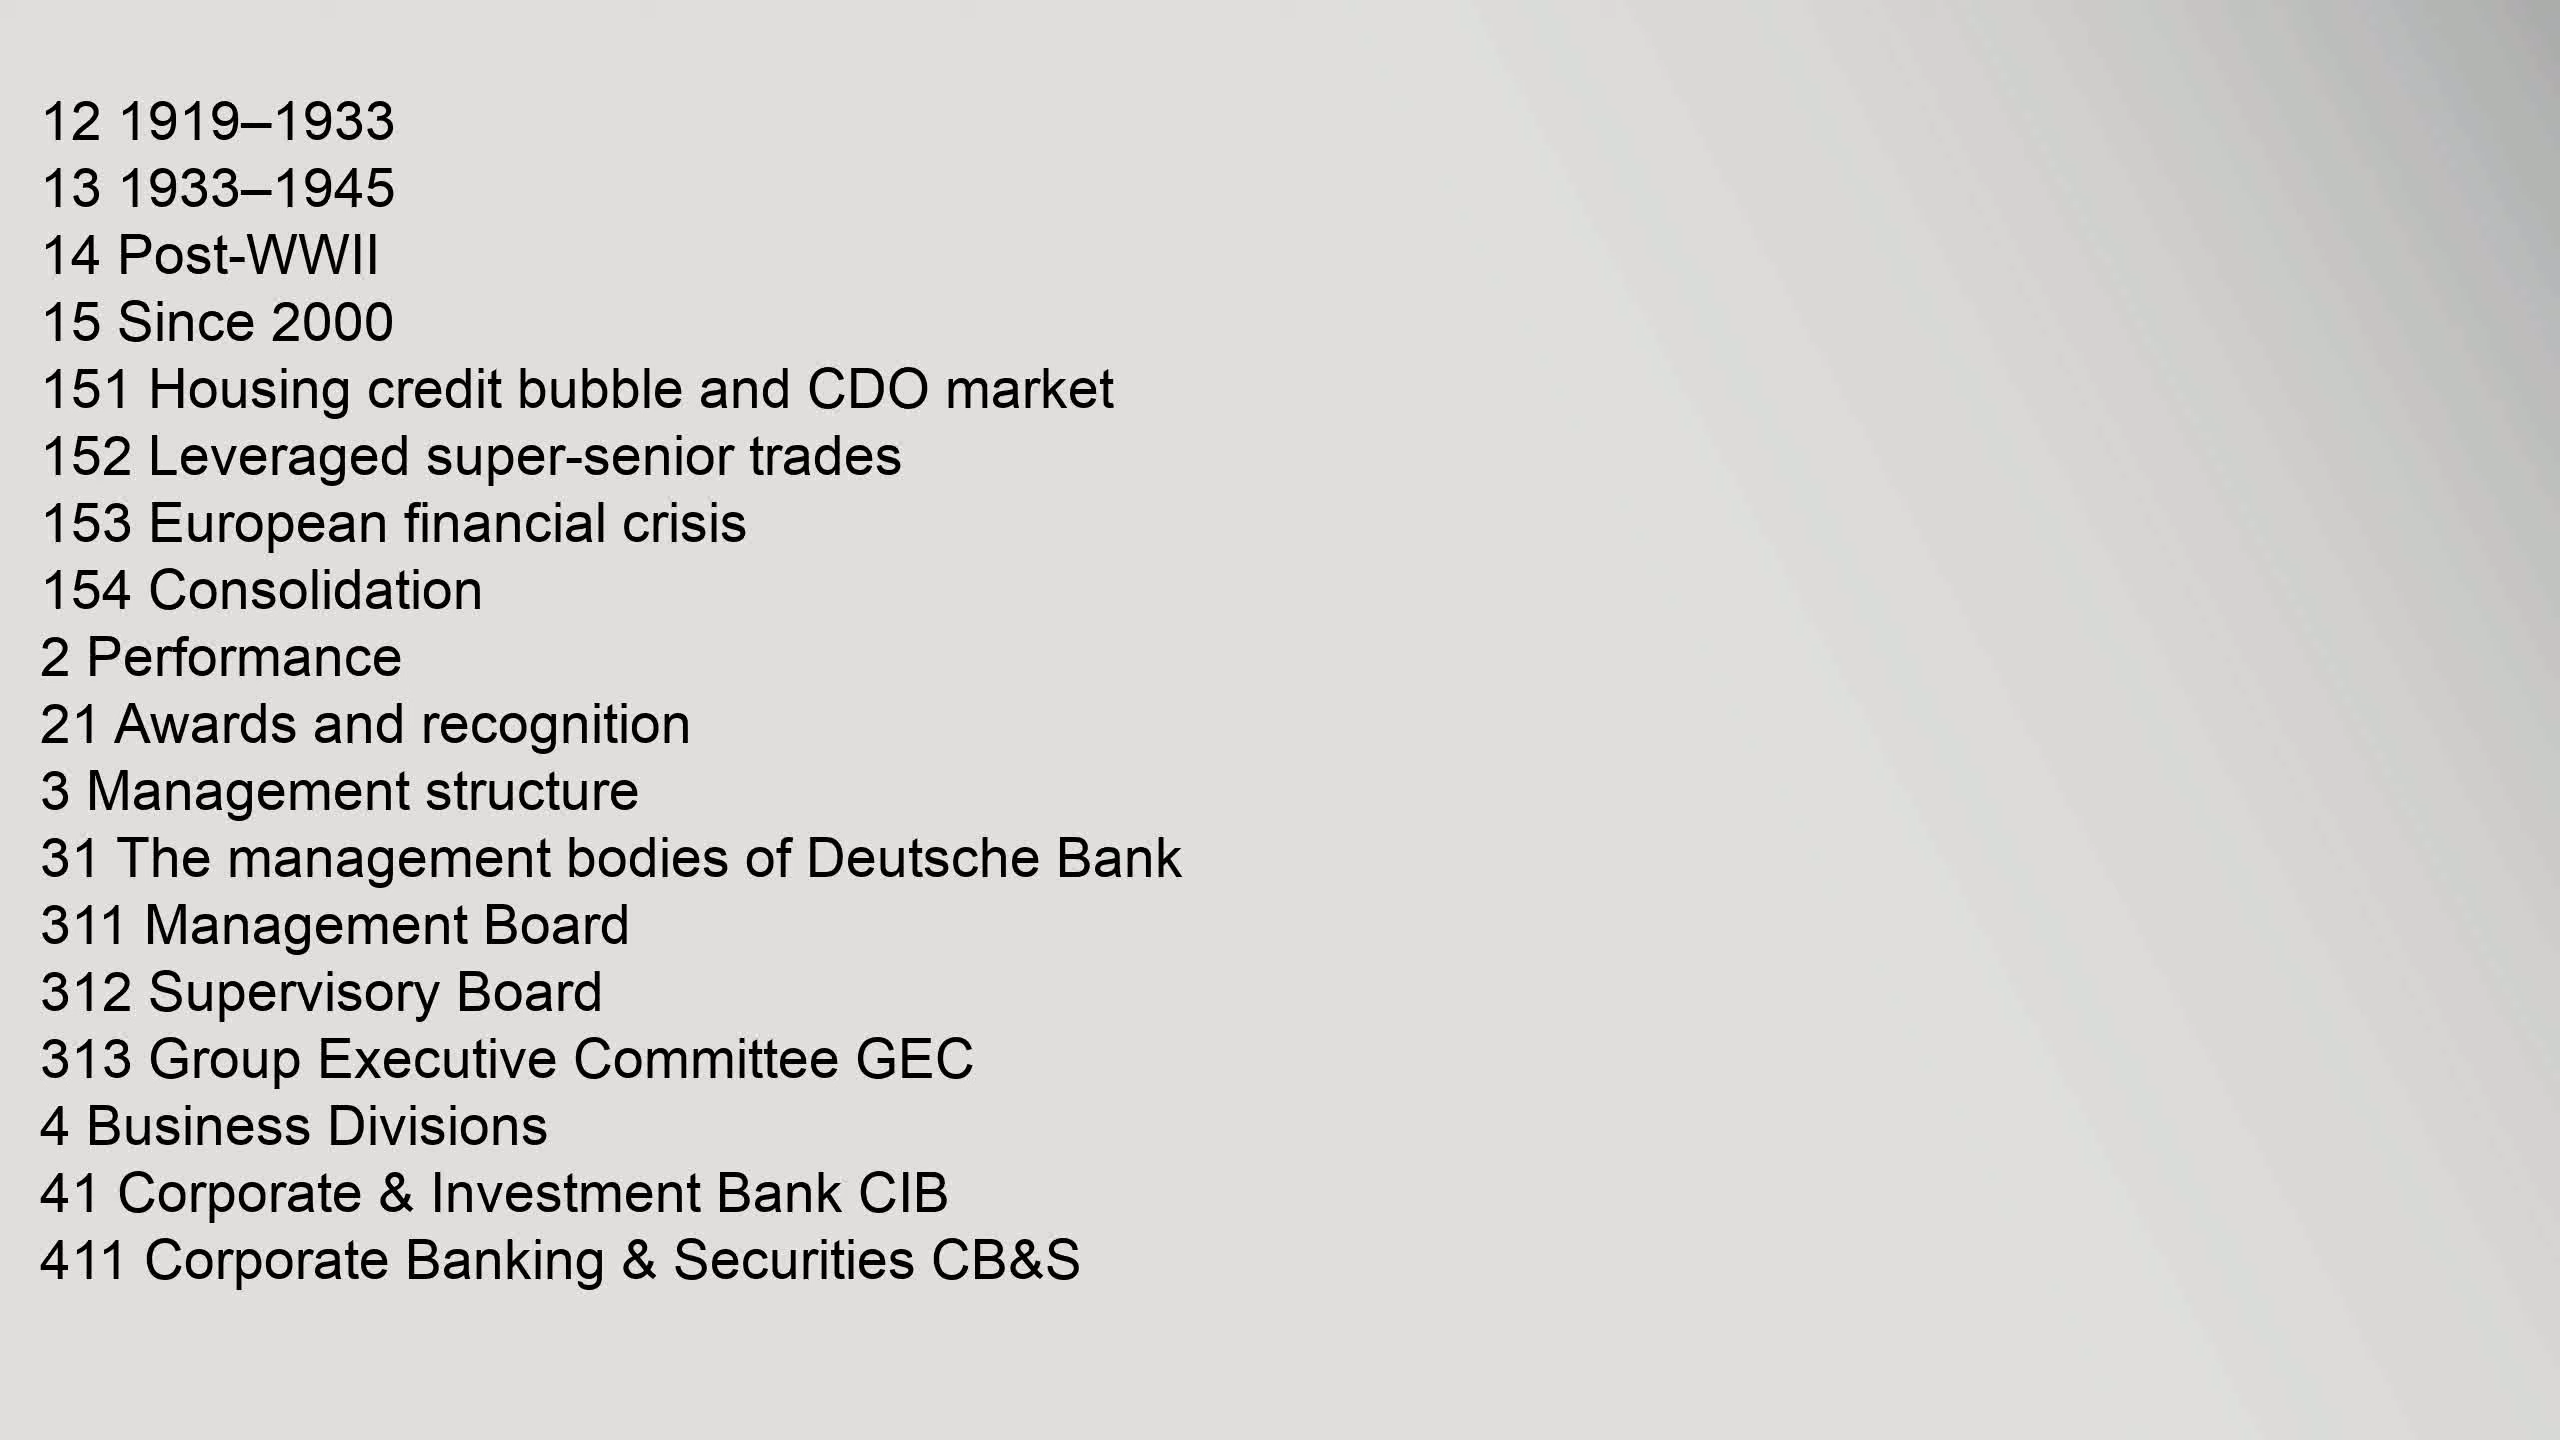 12 1919–1933
13 1933–1945
14 Post-WWII
15 Since 2000
151 Housing credit bubble and CDO market
152 Leveraged super-senior trades
153 European financial crisis
154 Consolidation
2 Performance
21 Awards and recognition
3 Management structure
31 The management bodies of Deutsche Bank
311 Management Board
312 Supervisory Board
313 Group Executive Committee GEC
4 Business Divisions
41 Corporate & Investment Bank CIB
411 Corporate Banking & Securities CB&S